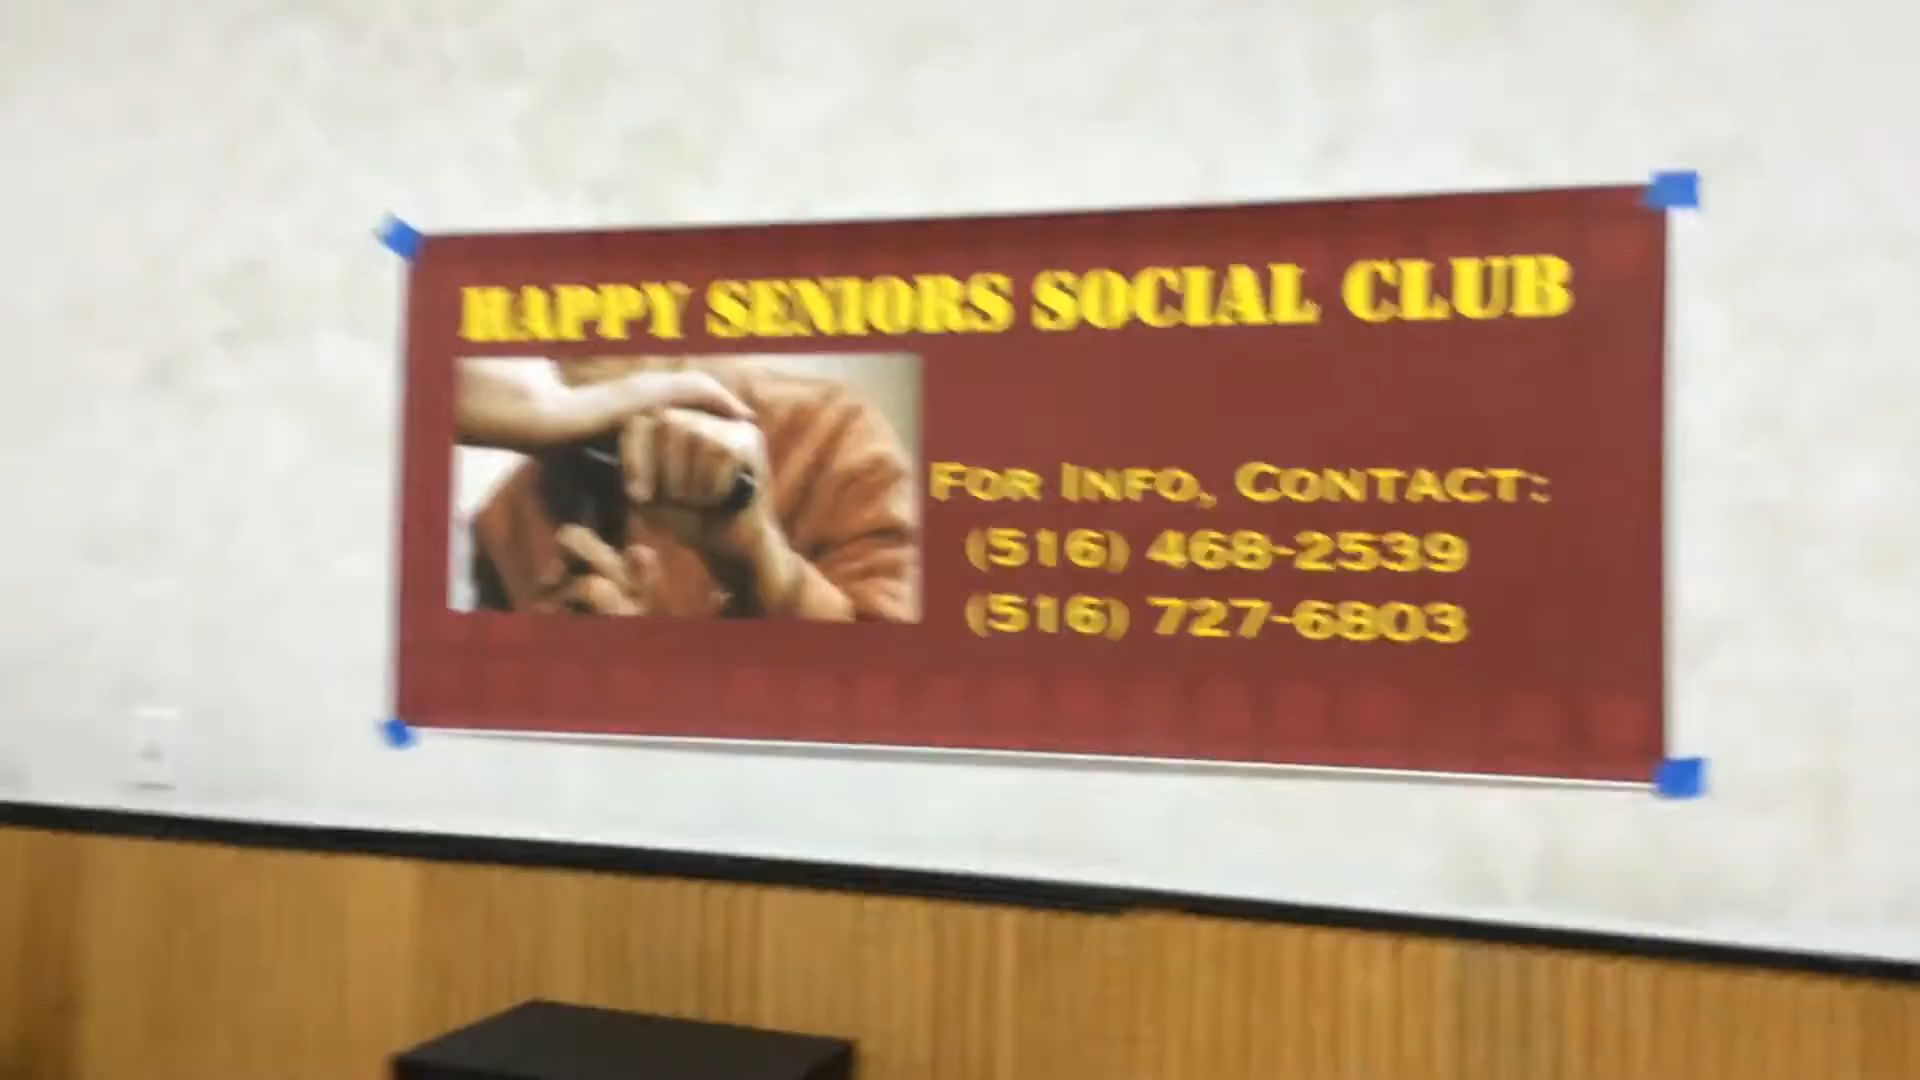 HAPPY SENIORS SOCIAL CLUB
FOR INFO, CONTACT:
(516) 468-2539
(516) 727-6803